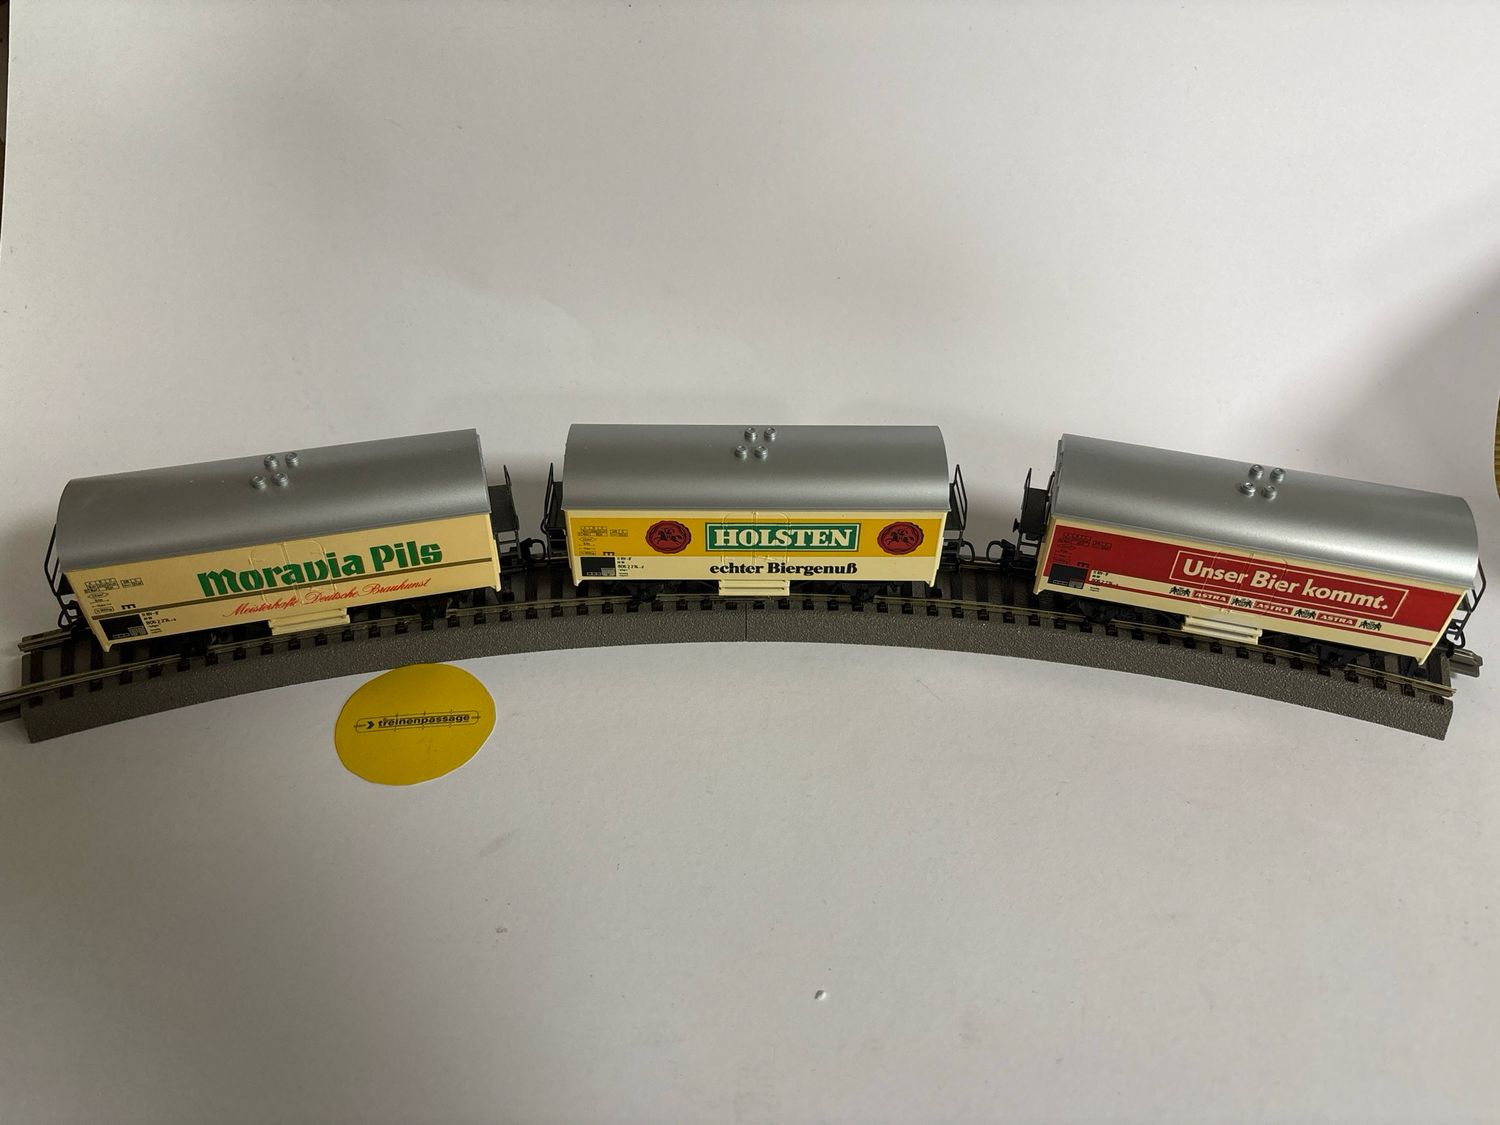 Moravia Pils
Meisterhafte Deutsche Braukunst
HOLSTEN
echter Biergenuß
Unser Bier kommt.
ASTRA ASTRA ASTRA
treinenpassage